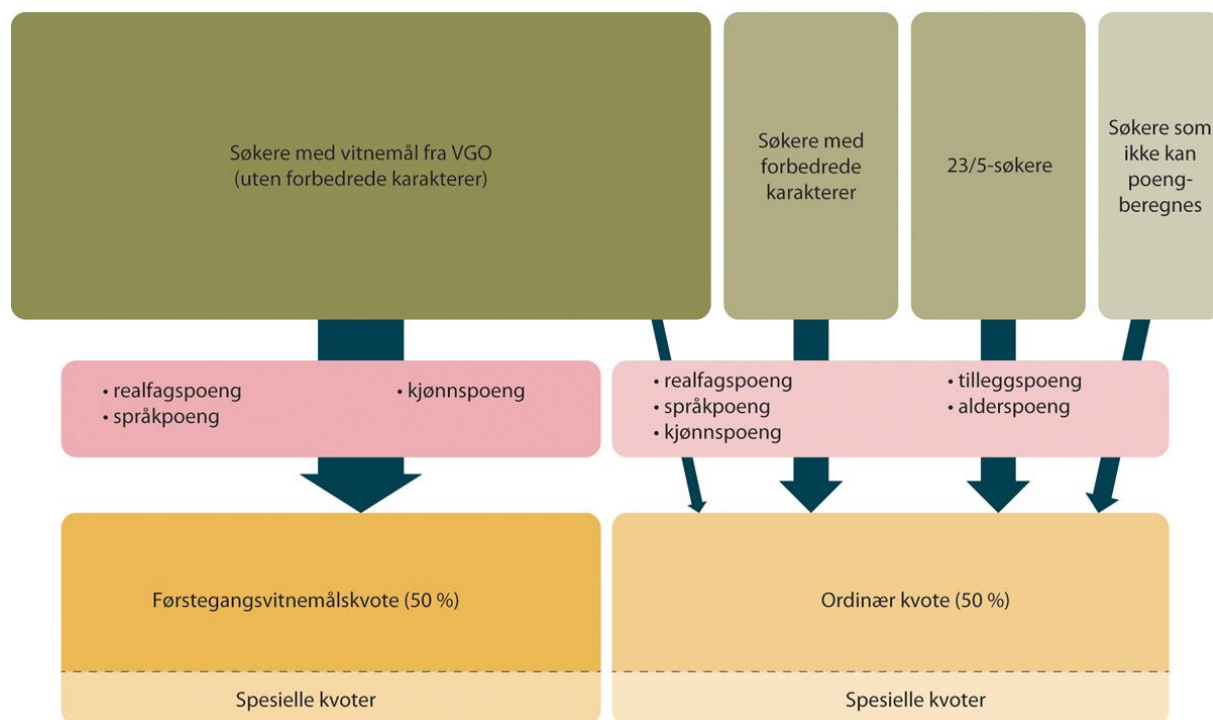 Søkere med vitnemål fra VGO
(uten forbedrede karakterer)
Søkere med
forbedrede
karakterer
23/5-søkere
Søkere som
ikke kan
poeng-
beregnes
• realfagspoeng
• språkpoeng
• kjønnspoeng
• realfagspoeng
• språkpoeng
• kjønnspoeng
• tilleggspoeng
• alderspoeng
Førstegangsvitnemålskvote (50 %)
Ordinær kvote (50 %)
Spesielle kvoter
Spesielle kvoter